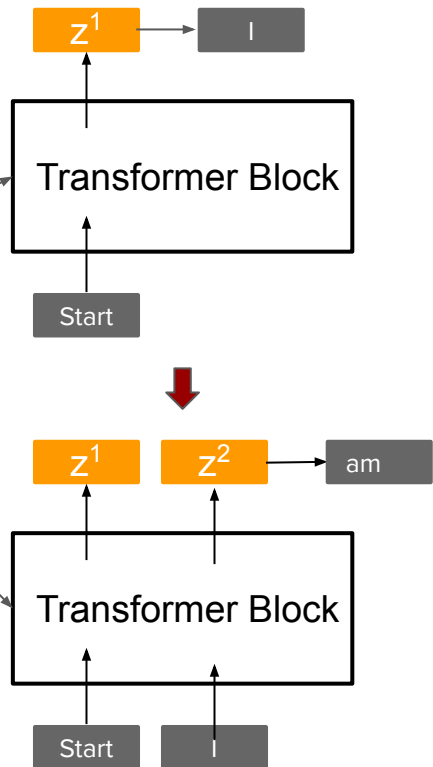 z¹
I
Transformer Block
Start
z¹
z²
am
Transformer Block
Start
I